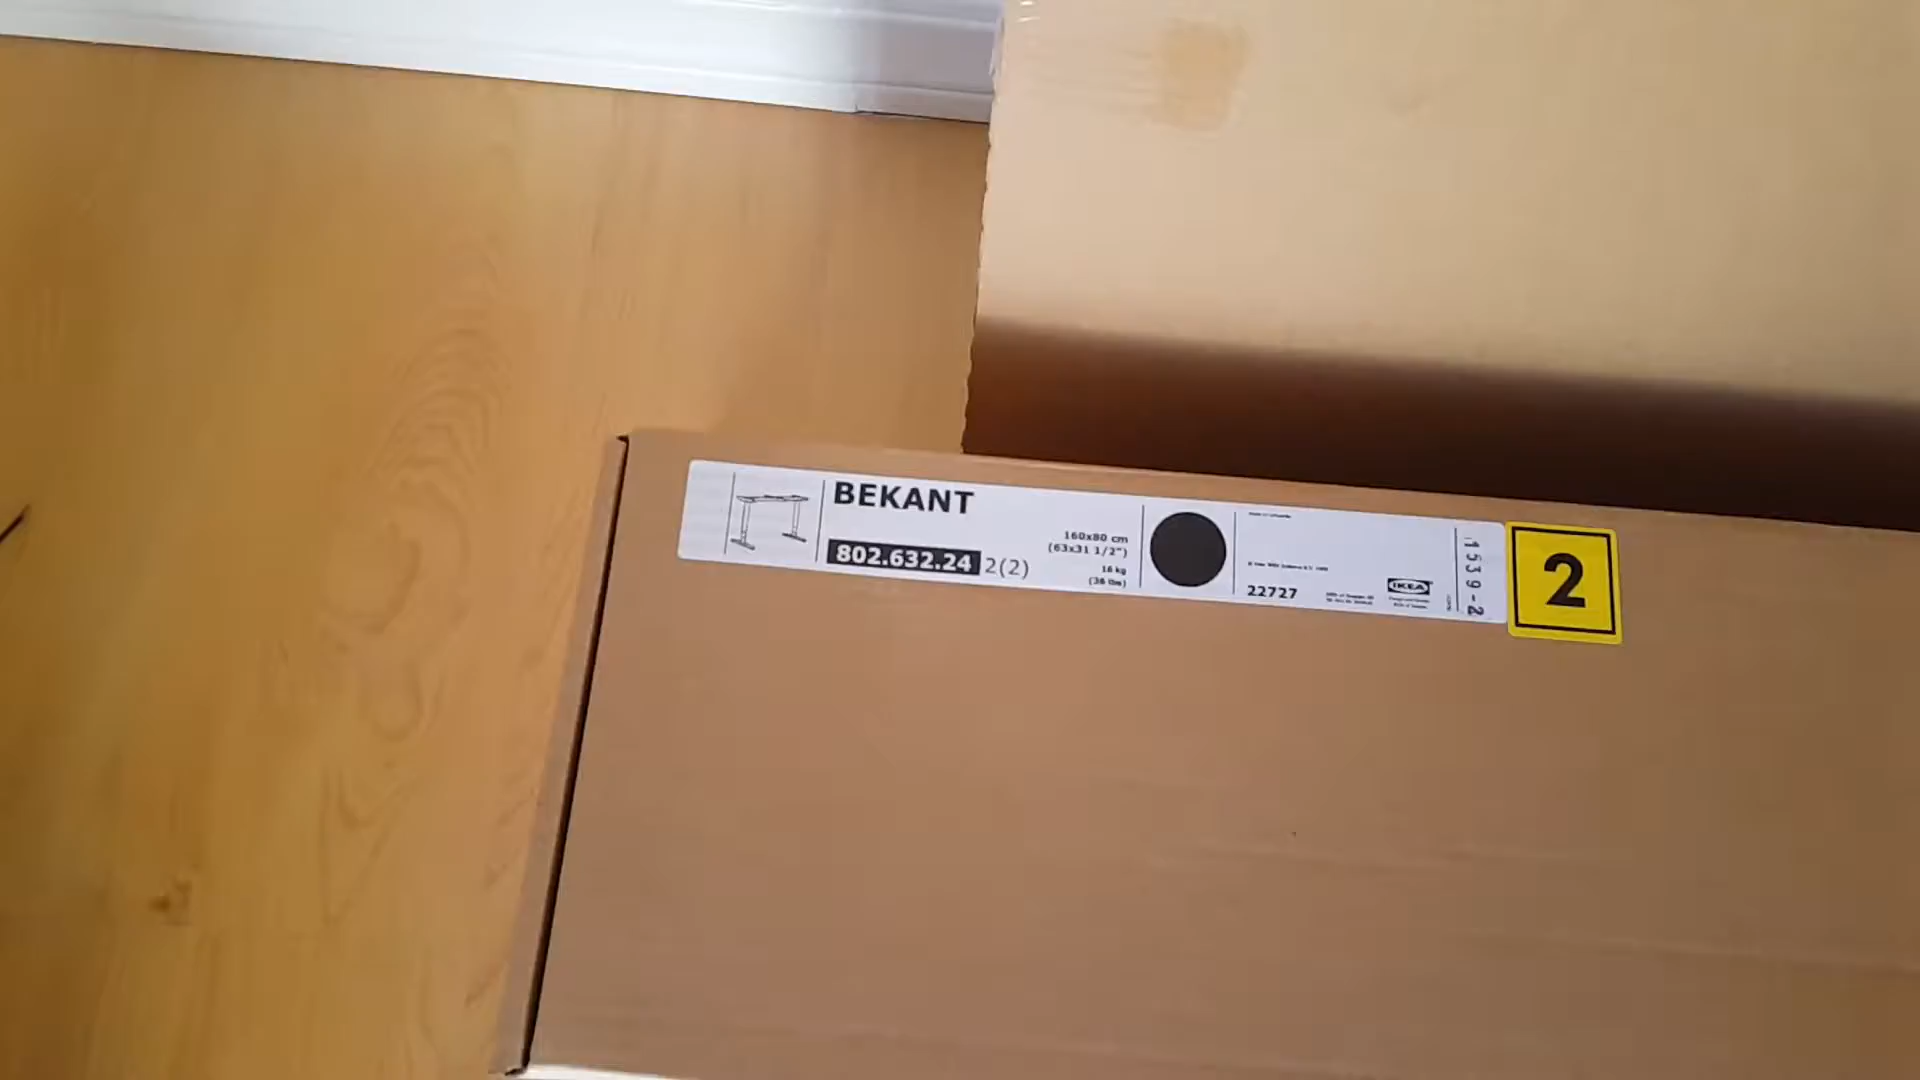 BEKANT
802.632.24 2(2)
160x80 cm
(63x31 1/2")
16 kg
(36 lbs)
22727
IKEA
1539-2
2